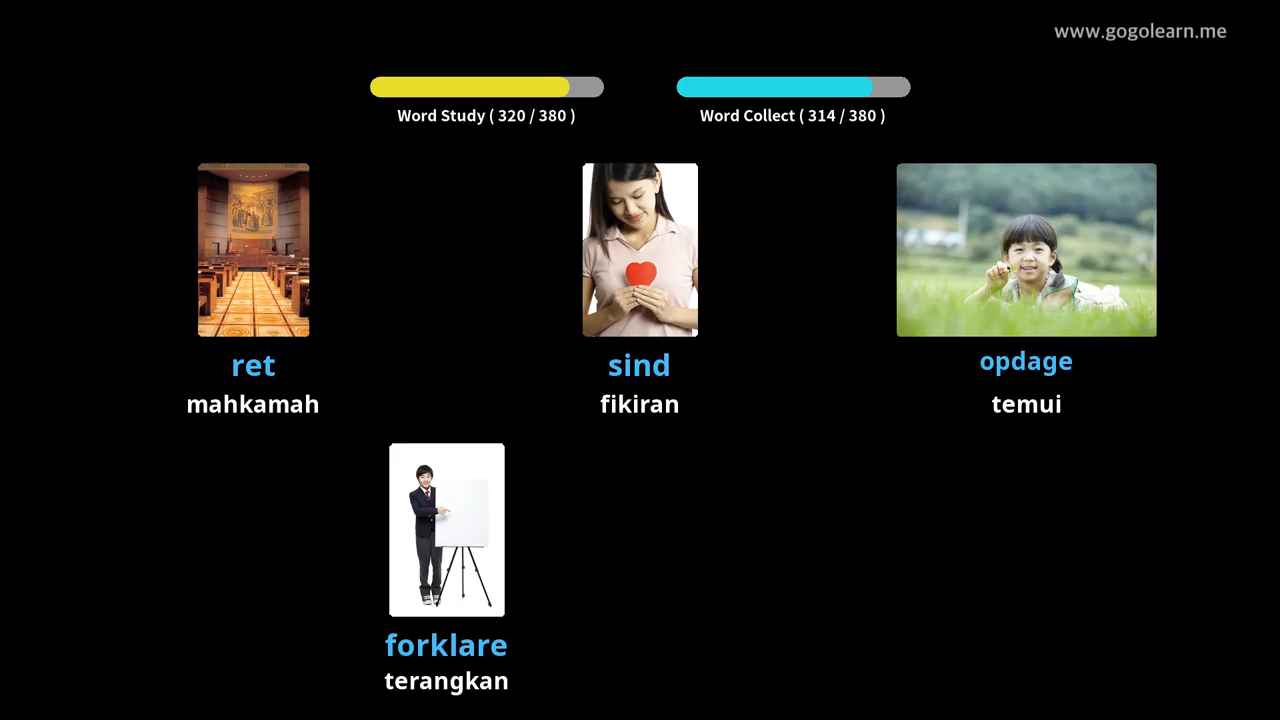 www.gogolearn.me
Word Study ( 320 / 380 )
Word Collect ( 314 / 380 )
ret
mahkamah
sind
fikiran
opdage
temui
forklare
terangkan